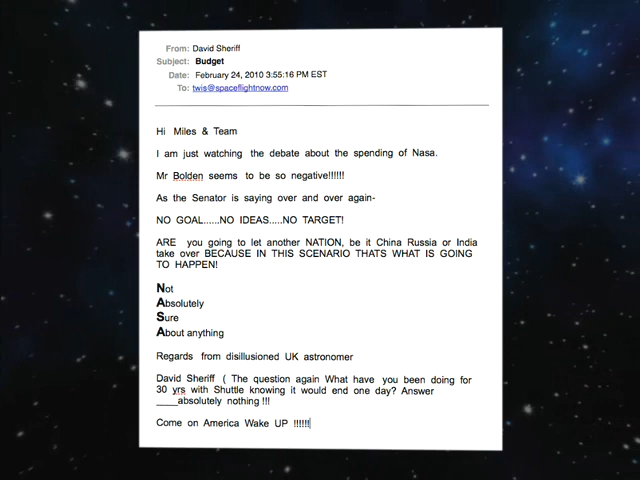 From: David Sheriff
Subject: Budget
Date: February 24, 2010 3:55:16 PM EST
To: twis@spaceflightnow.com
Hi Miles & Team
I am just watching the debate about the spending of Nasa.
Mr Bolden seems to be so negative!!!!!!
As the Senator is saying over and over again-
NO GOAL......NO IDEAS.....NO TARGET!
ARE you going to let another NATION, be it China Russia or India
take over BECAUSE IN THIS SCENARIO THATS WHAT IS GOING
TO HAPPEN!
Not
Absolutely
Sure
About anything
Regards from disillusioned UK astronomer
David Sheriff ( The question again What have you been doing for
30 yrs with Shuttle knowing it would end one day? Answer
____absolutely nothing !!!
Come on America Wake UP !!!!!!